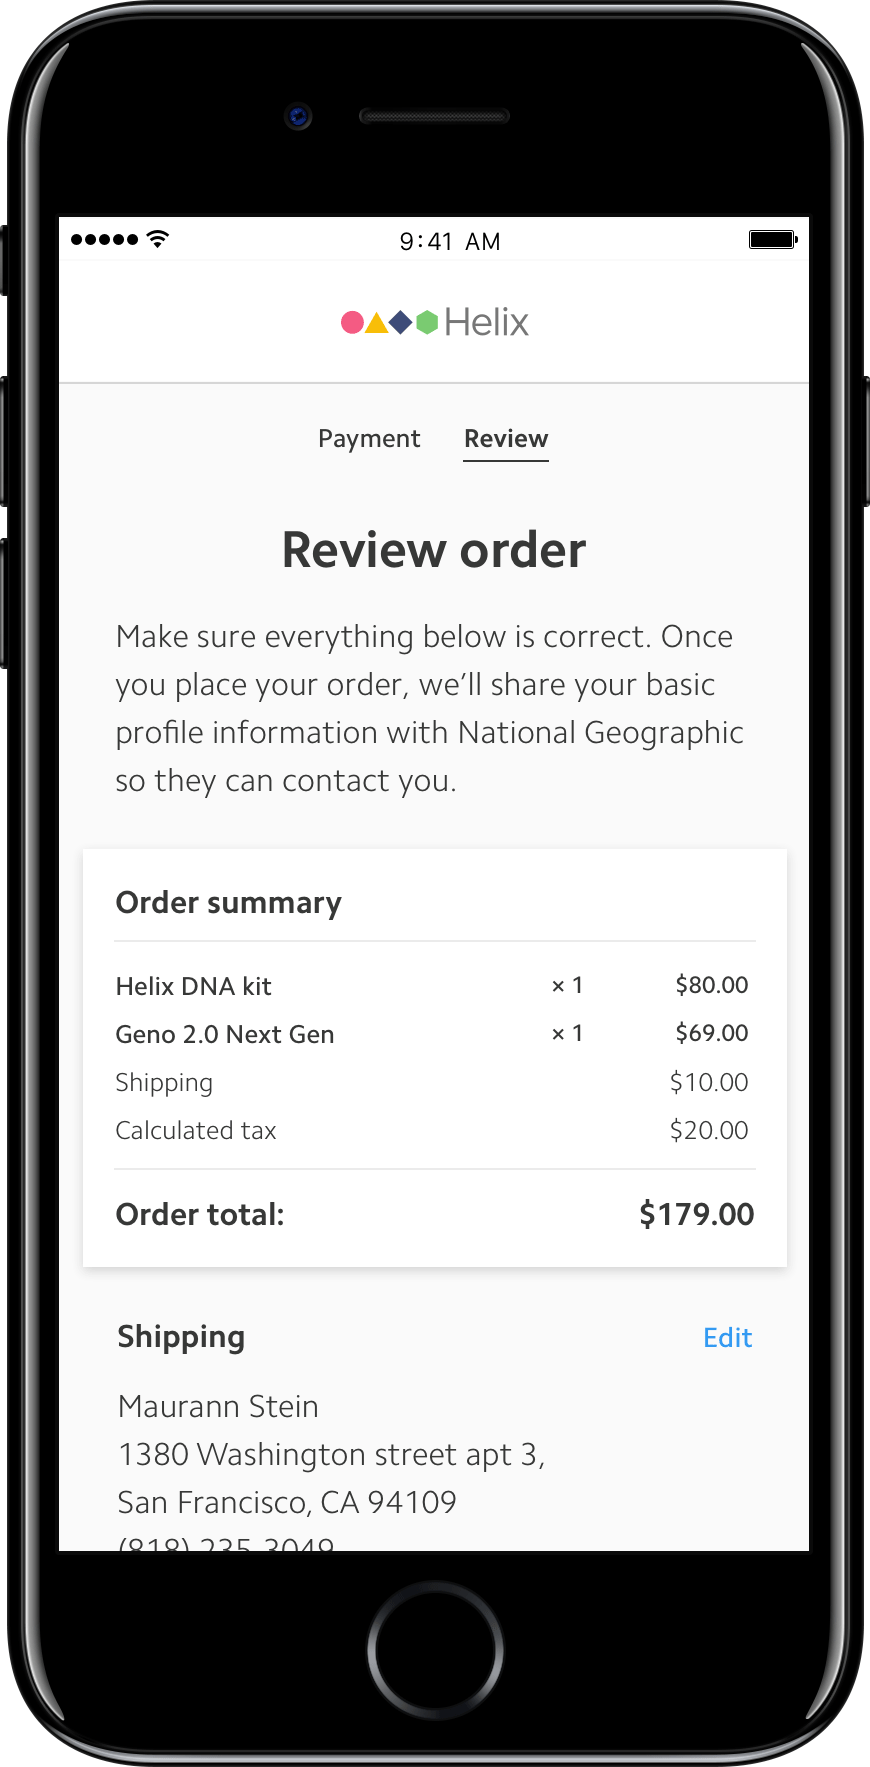 9:41 AM
Helix
Payment Review
Review order
Make sure everything below is correct. Once
you place your order, we’ll share your basic
profile information with National Geographic
so they can contact you.
Order summary
Helix DNA kit × 1 $80.00
Geno 2.0 Next Gen × 1 $69.00
Shipping $10.00
Calculated tax $20.00
Order total: $179.00
Shipping Edit
Maurann Stein
1380 Washington street apt 3,
San Francisco, CA 94109
(818) 235-3049